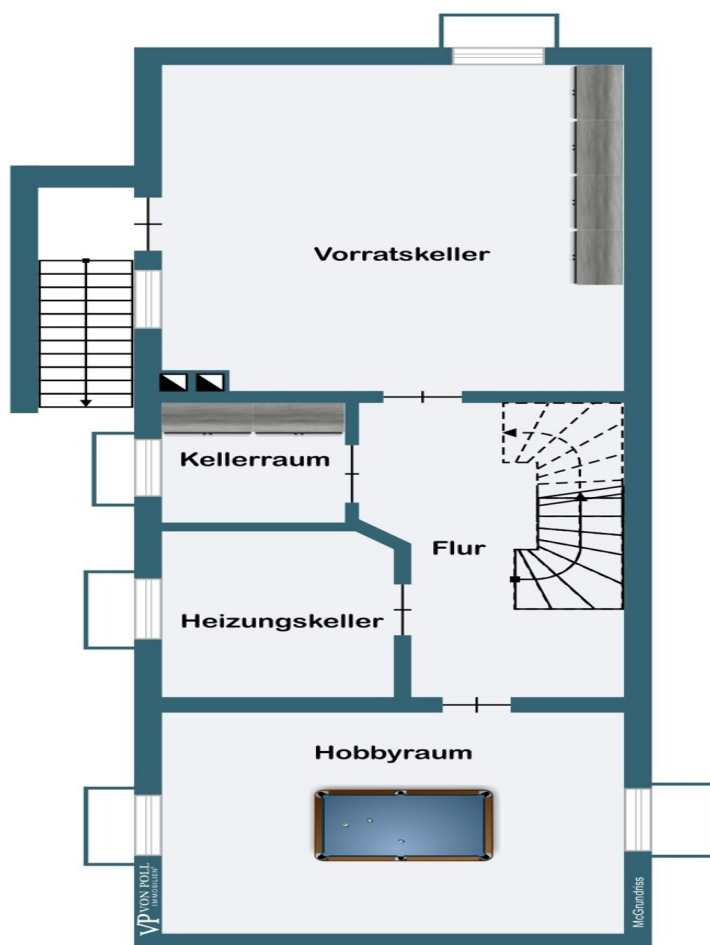 Vorratskeller
Kellerraum
Flur
Heizungskeller
Hobbyraum
VP VON POLL
IMMOBILIEN
McGrundriss